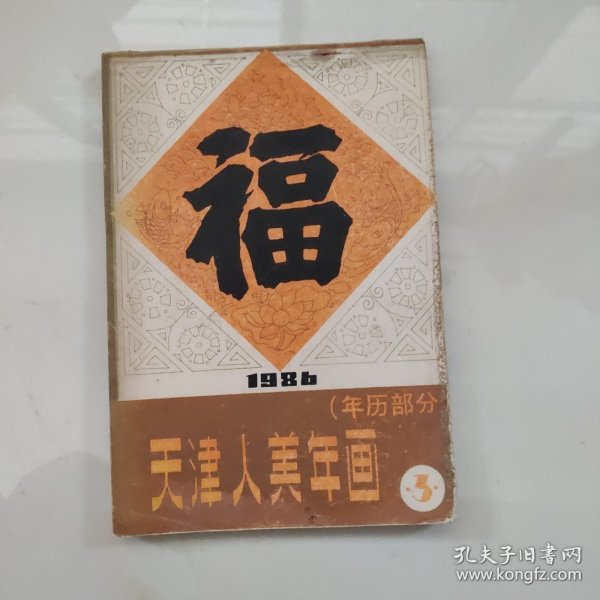 福
1986
（年历部分
天津人美年画
·3·
孔夫子旧书网
www.kongfz.com